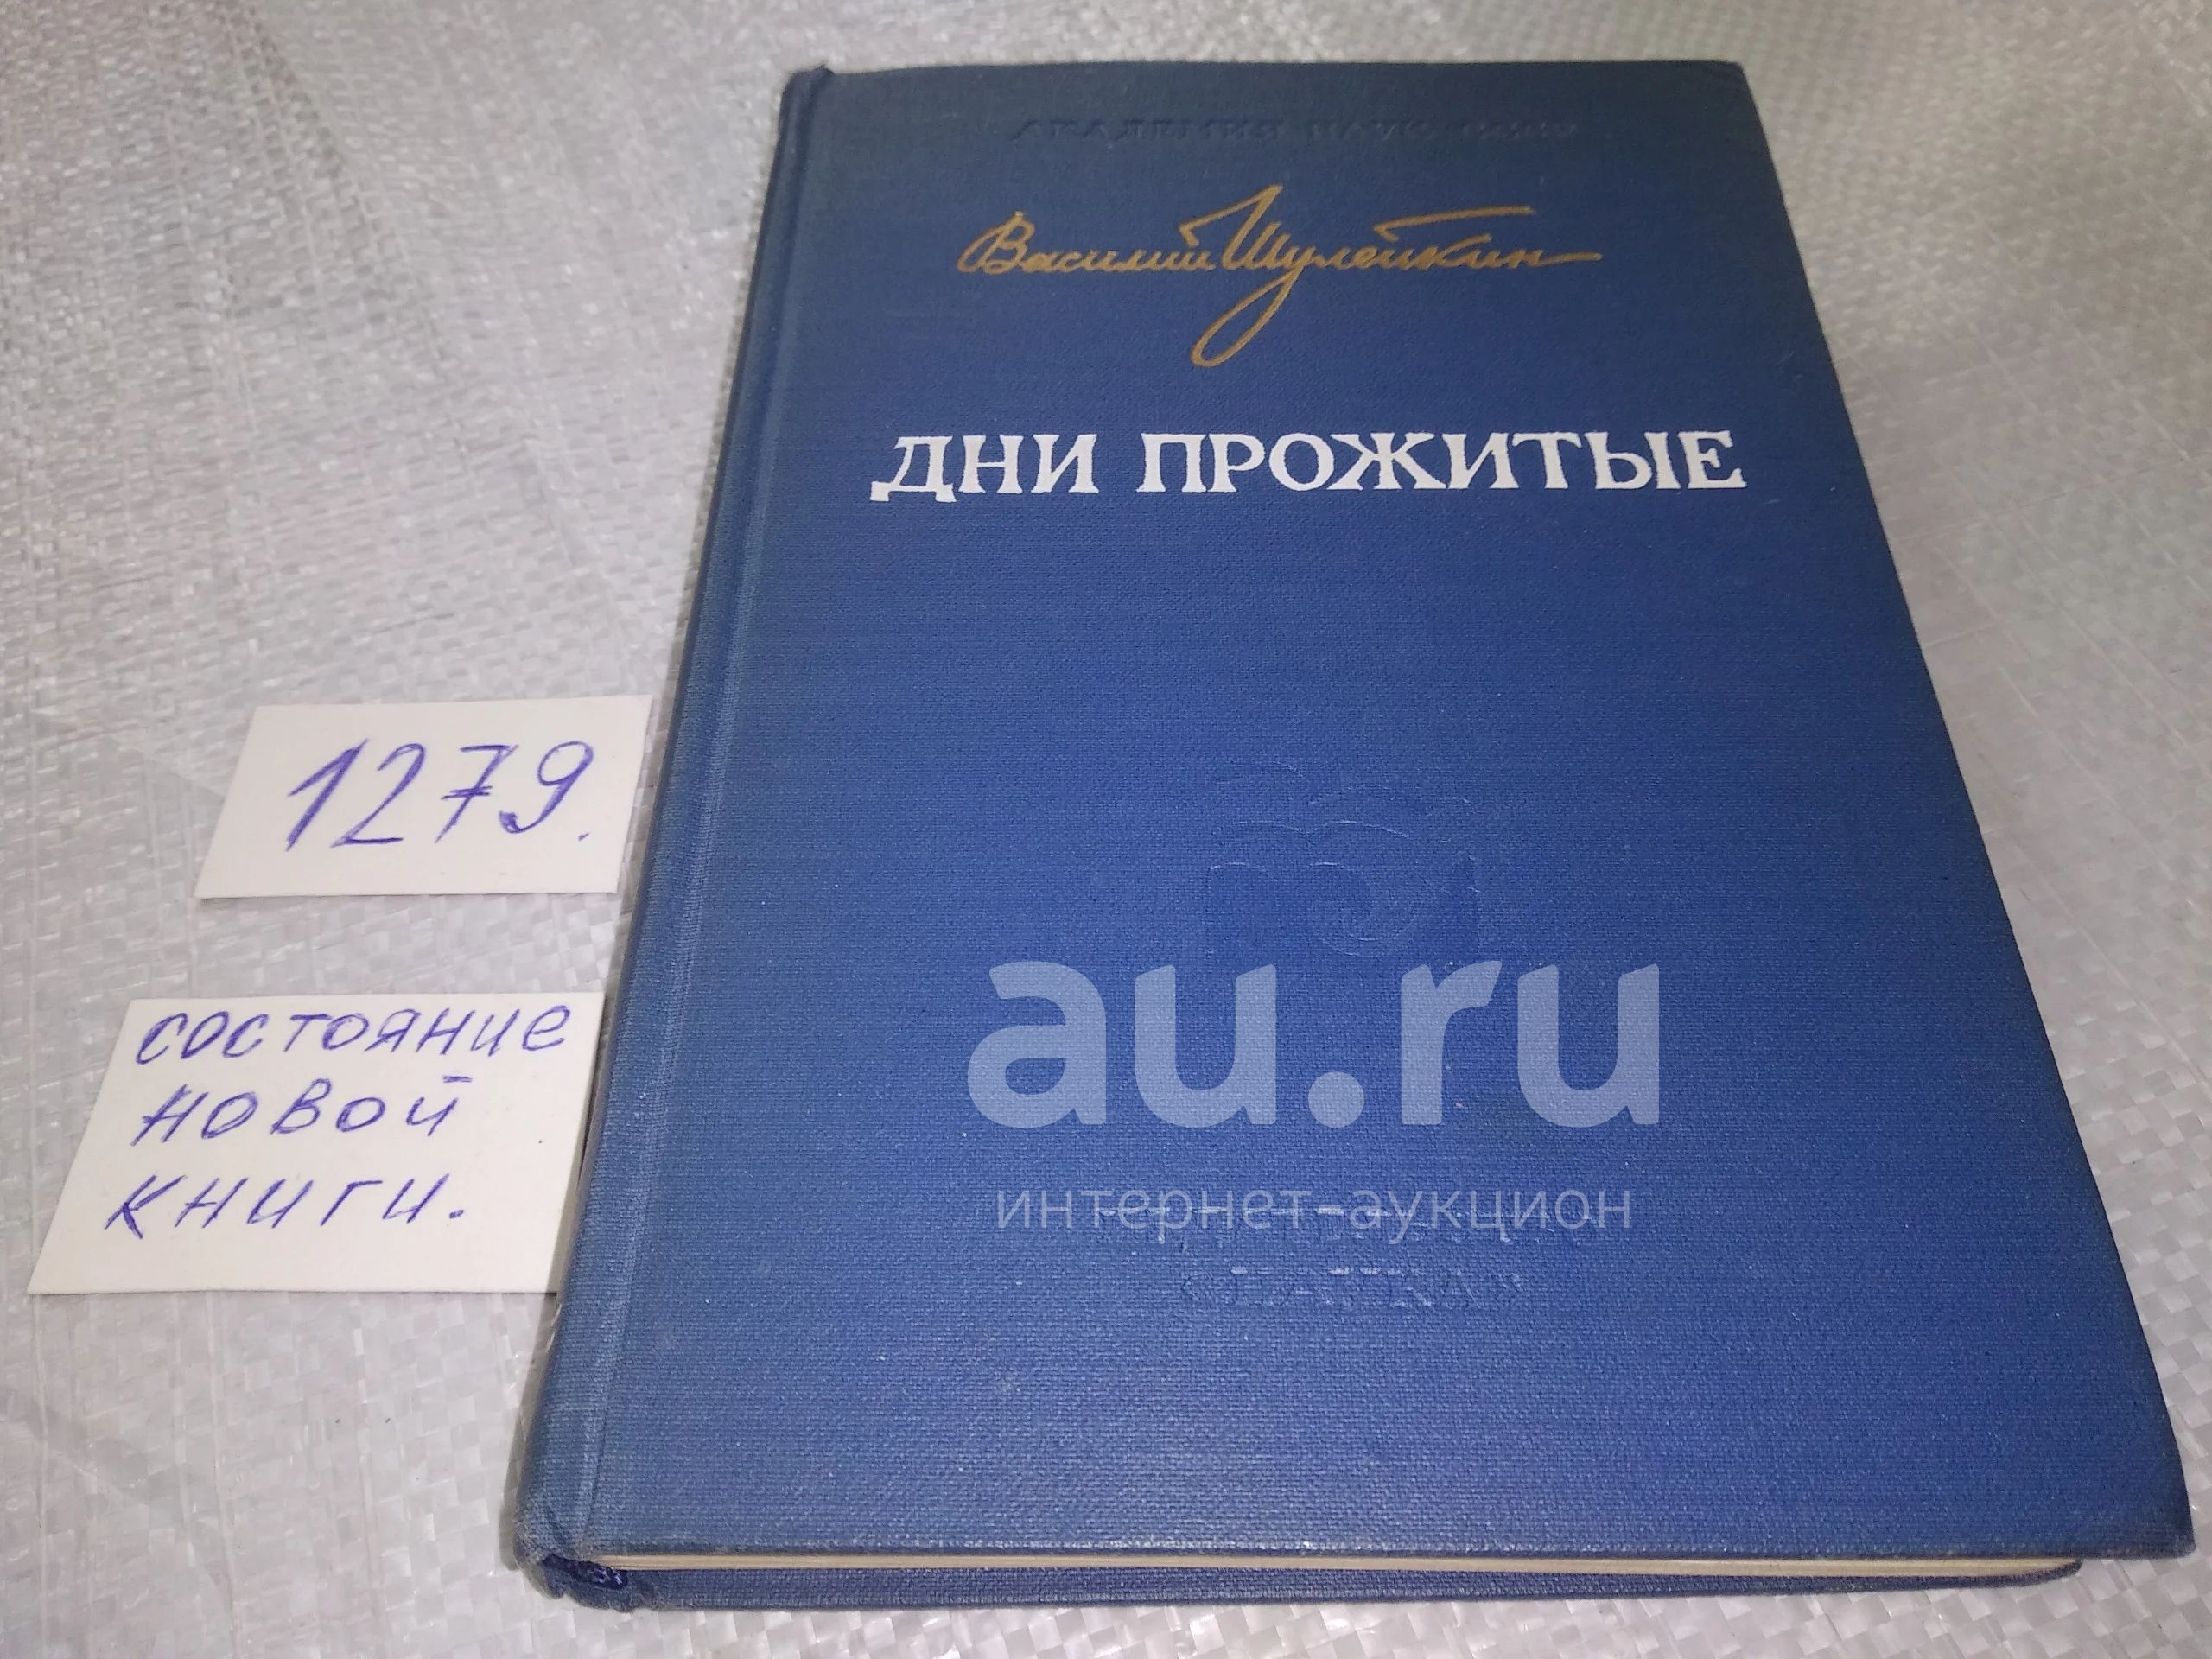 АКАДЕМИЯ НАУК СССР
Василий Шулейкин
ДНИ ПРОЖИТЫЕ
1279.
состояние
новой
книги.
au.ru
интернет-аукцион
«НАУКА»